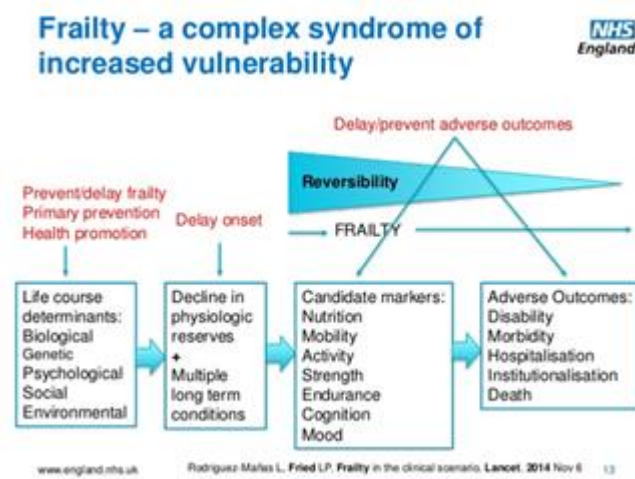 Frailty – a complex syndrome of
increased vulnerability
NHS
England
Delay/prevent adverse outcomes
Reversibility
Prevent/delay frailty
Primary prevention
Health promotion
Delay onset
FRAILTY
Life course
determinants:
Biological
Genetic
Psychological
Social
Environmental
Decline in
physiologic
reserves
+
Multiple
long term
conditions
Candidate markers:
Nutrition
Mobility
Activity
Strength
Endurance
Cognition
Mood
Adverse Outcomes:
Disability
Morbidity
Hospitalisation
Institutionalisation
Death
www.england.nhs.uk
Rodriguez-Mañas L, Fried LP. Frailty in the clinical scenario. Lancet. 2014 Nov 6
13